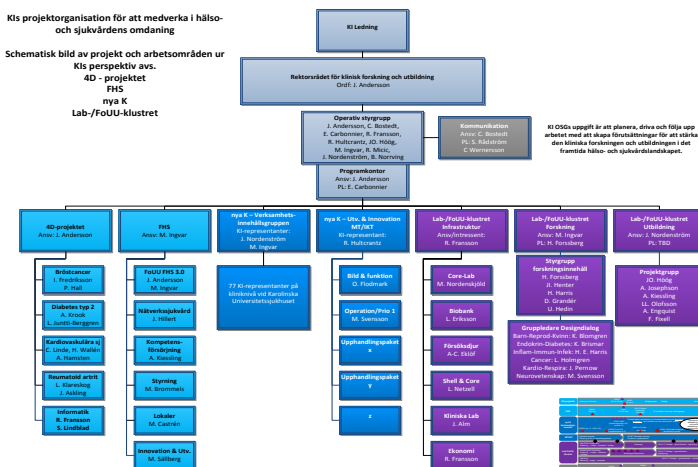 KIs projektorganisation för att medverka i hälso-
och sjukvårdens omdaning
Schematisk bild av projekt och arbetsområden ur
KIs perspektiv avs.
4D - projektet
FHS
nya K
Lab-/FoUU-klustret
KI Ledning
Rektorsrådet för klinisk forskning och utbildning
Ordf: J. Andersson
Operativ styrgrupp
J. Andersson, C. Bostedt,
E. Carbonnier, R. Fransson,
R. Hultcrantz, JO. Höög,
M. Ingvar, R. Micic,
J. Nordenström, B. Norrving
Kommunikation
Ansv: C. Bostedt
PL: S. Rådström
C Wernersson
KI OSGs uppgift är att planera, driva och följa upp
arbetet med att skapa förutsättningar för att stärka
den kliniska forskningen och utbildningen i det
framtida hälso- och sjukvårdslandskapet.
Programkontor
Ansv: J. Andersson
PL: E. Carbonnier
4D-projektet
Ansv: J. Andersson
Bröstcancer
I. Fredriksson
P. Hall
Diabetes typ 2
A. Krook
L. Juntti-Berggren
Kardiovaskulära sj
C. Linde, H. Wallén
A. Hamsten
Reumatoid artrit
L. Klareskog
J. Askling
Informatik
R. Fransson
S. Lindblad
FHS
Ansv: M. Ingvar
FoUU FHS 3.0
J. Andersson
M. Ingvar
Nätverkssjukvård
J. Hillert
Kompetens-
försörjning
A. Kiessling
Styrning
M. Brommels
Lokaler
M. Castrén
Innovation & Utv.
M. Sällberg
nya K – Verksamhets-
innehållsgruppen
KI-representanter:
J. Nordenström
M. Ingvar
77 KI-representanter på
kliniknivå vid Karolinska
Universitetssjukhuset
nya K – Utv. & Innovation
MT/IKT
KI-representant:
R. Hultcrantz
Bild & funktion
O. Flodmark
Operation/Prio 1
M. Svensson
Upphandlingspaket
x
Upphandlingspaket
y
z
Lab-/FoUU-klustret
Infrastruktur
Ansv/Intressent:
R. Fransson
Core-Lab
M. Nordenskjöld
Biobank
L. Eriksson
Försöksdjur
A-C. Eklöf
Shell & Core
L. Netzell
Kliniska Lab
J. Alm
Ekonomi
R. Fransson
Lab-/FoUU-klustret
Forskning
Ansv: M. Ingvar
PL: H. Forssberg
Styrgrupp
forskningsinnehåll
H. Forssberg
JI. Henter
H. Harris
D. Grandér
U. Hedin
Gruppledare Designdialog
Barn-Reprod-Kvinn: K. Blomgren
Endokrin-Diabetes: K. Brismar
Inflam-Immun-Infek: H. E. Harris
Cancer: L. Holmgren
Kardio-Respira: J. Pernow
Neurovetenskap: M. Svensson
Lab-/FoUU-klustret
Utbildning
Ansv: J. Nordenström
PL: TBD
Projektgrupp
JO. Höög
A. Josephson
A. Kiessling
LL. Olofsson
A. Engquist
F. Fixell